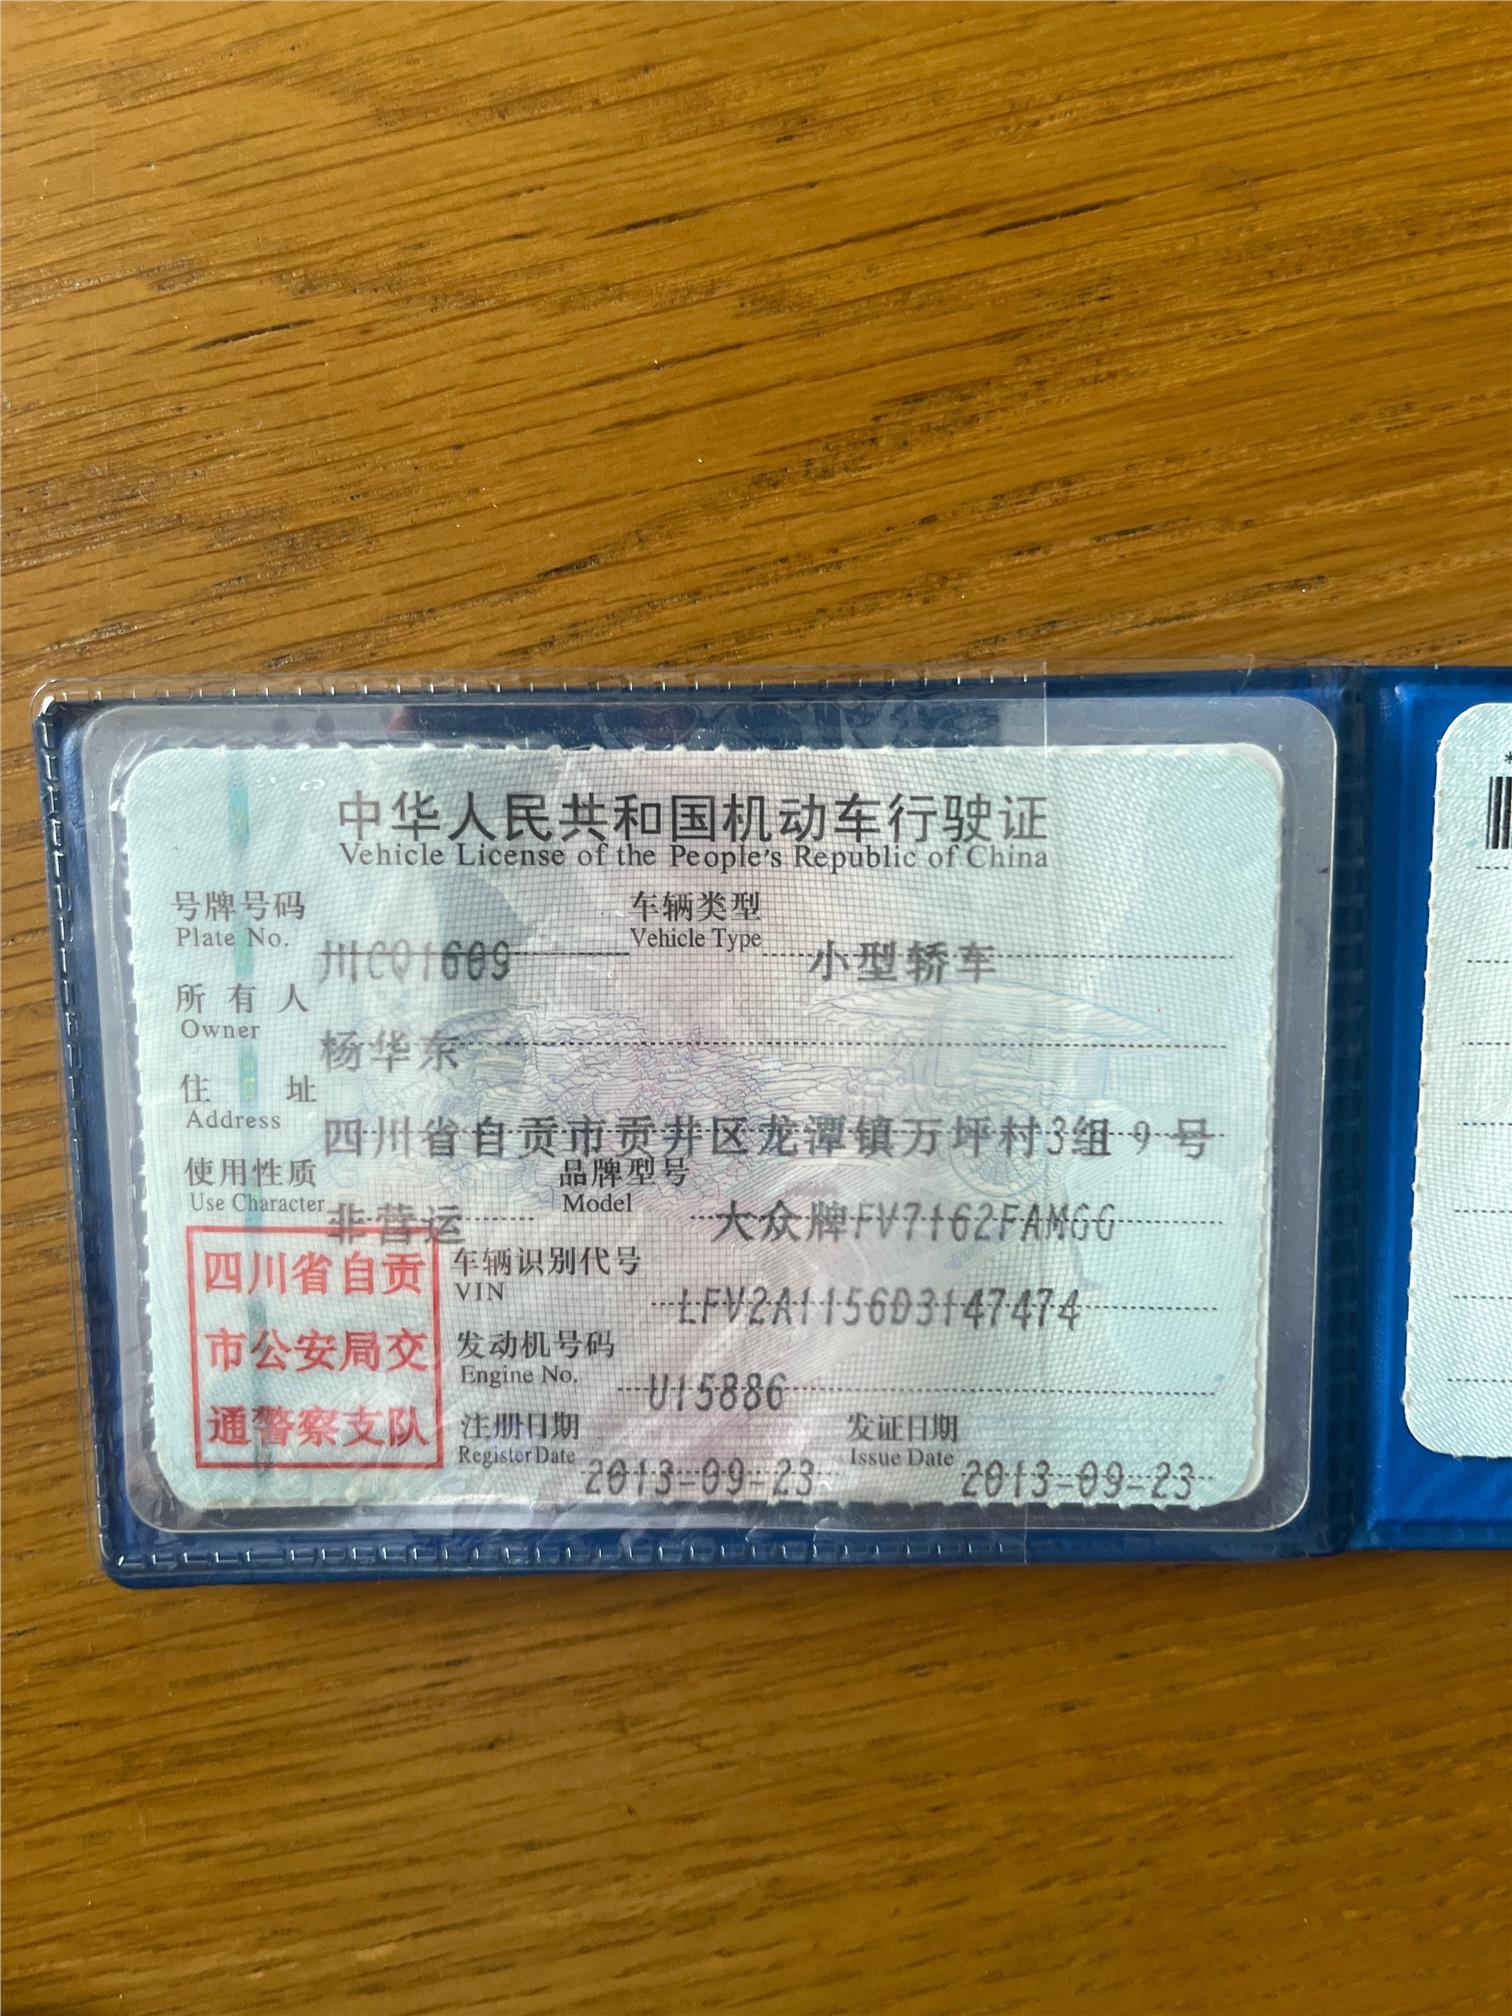 中华人民共和国机动车行驶证
Vehicle License of the People's Republic of China
号牌号码 川CQ1609 车辆类型 小型轿车
Plate No. Vehicle Type
所有人 杨华东
Owner
住址 四川省自贡市贡井区龙潭镇万坪村3组9号
Address
使用性质 非营运 品牌型号 大众牌FV7162FAMGG
Use Character Model
四川省自贡
市公安局交
通警察支队
车辆识别代号 LFV2A1156D3147474
VIN
发动机号码 U15886
Engine No.
注册日期 2013-09-23 发证日期 2013-09-23
Register Date Issue Date